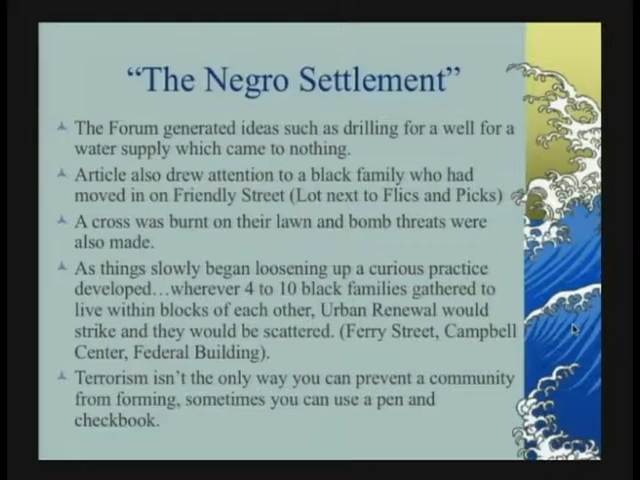 “The Negro Settlement”
The Forum generated ideas such as drilling for a well for a
water supply which came to nothing.
Article also drew attention to a black family who had
moved in on Friendly Street (Lot next to Flics and Picks)
A cross was burnt on their lawn and bomb threats were
also made.
As things slowly began loosening up a curious practice
developed…wherever 4 to 10 black families gathered to
live within blocks of each other, Urban Renewal would
strike and they would be scattered. (Ferry Street, Campbell
Center, Federal Building).
Terrorism isn’t the only way you can prevent a community
from forming, sometimes you can use a pen and
checkbook.